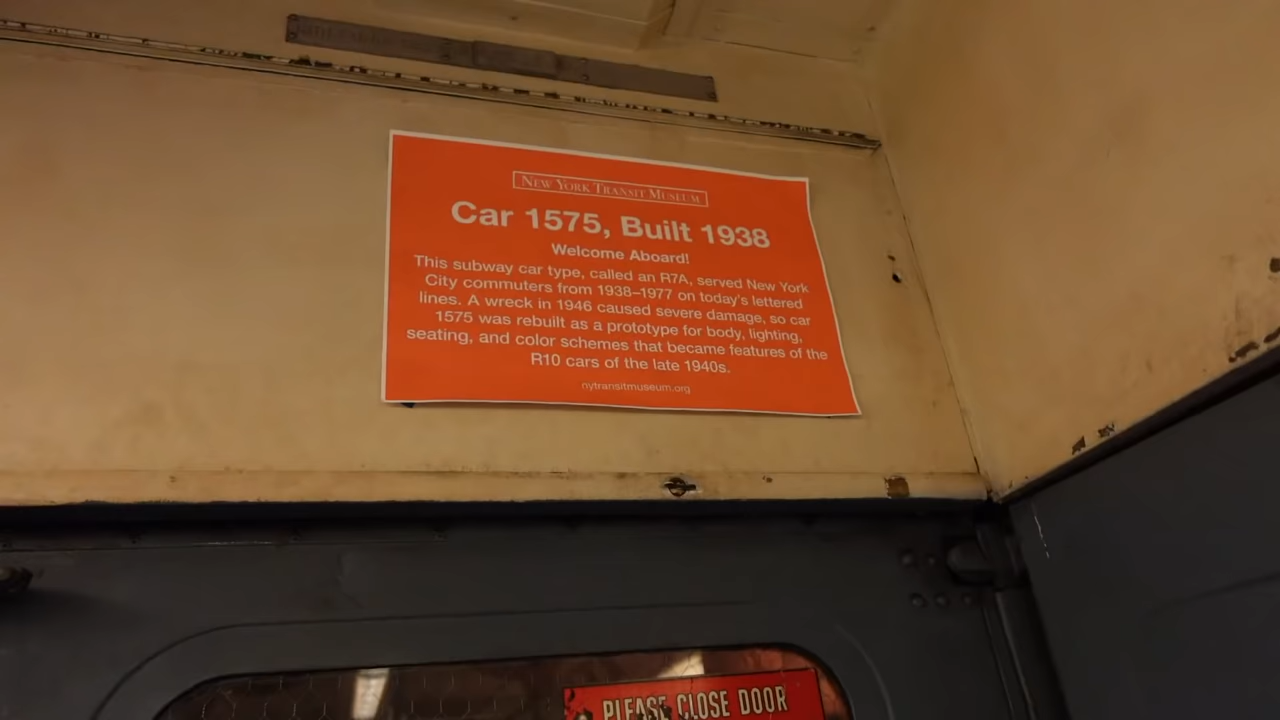 NEW YORK TRANSIT MUSEUM
Car 1575, Built 1938
Welcome Aboard!
This subway car type, called an R7A, served New York
City commuters from 1938–1977 on today's lettered
lines. A wreck in 1946 caused severe damage, so car
1575 was rebuilt as a prototype for body, lighting,
seating, and color schemes that became features of the
R10 cars of the late 1940s.
nytransitmuseum.org
PLEASE CLOSE DOOR